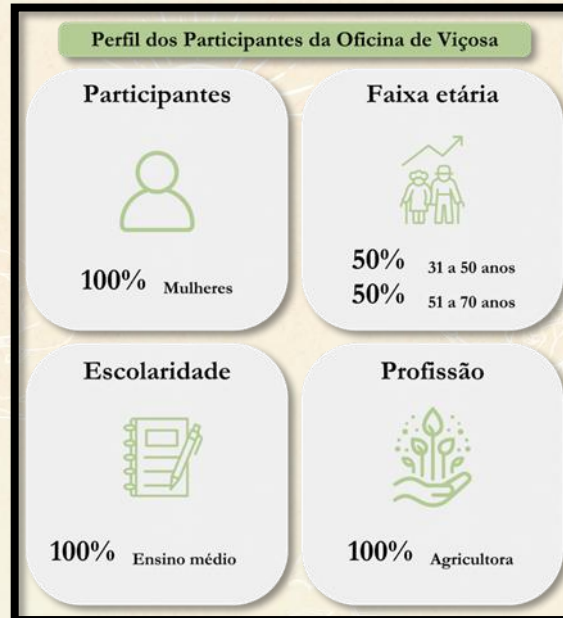 Perfil dos Participantes da Oficina de Viçosa
Participantes
100% Mulheres
Faixa etária
50% 31 a 50 anos
50% 51 a 70 anos
Escolaridade
100% Ensino médio
Profissão
100% Agricultora